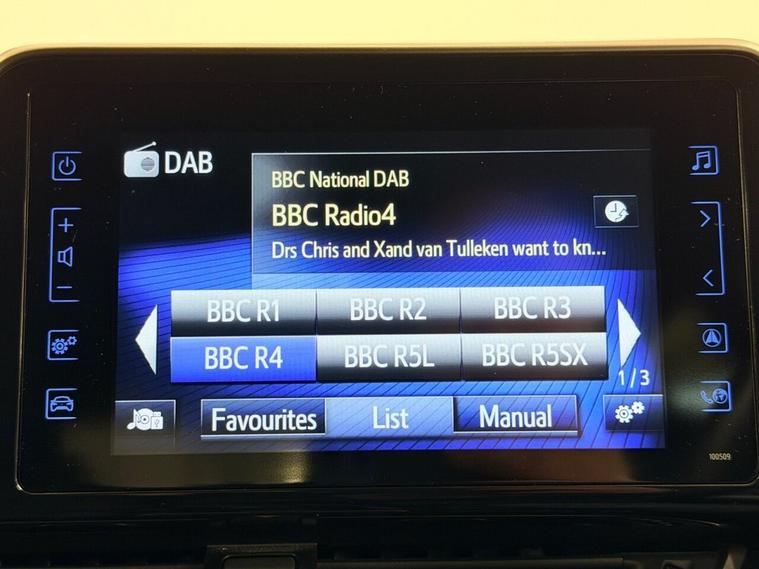 DAB
BBC National DAB
BBC Radio4
Drs Chris and Xand van Tulleken want to kn...
BBC R1 BBC R2 BBC R3
BBC R4 BBC R5L BBC R5SX
1 / 3
Favourites List Manual
100509